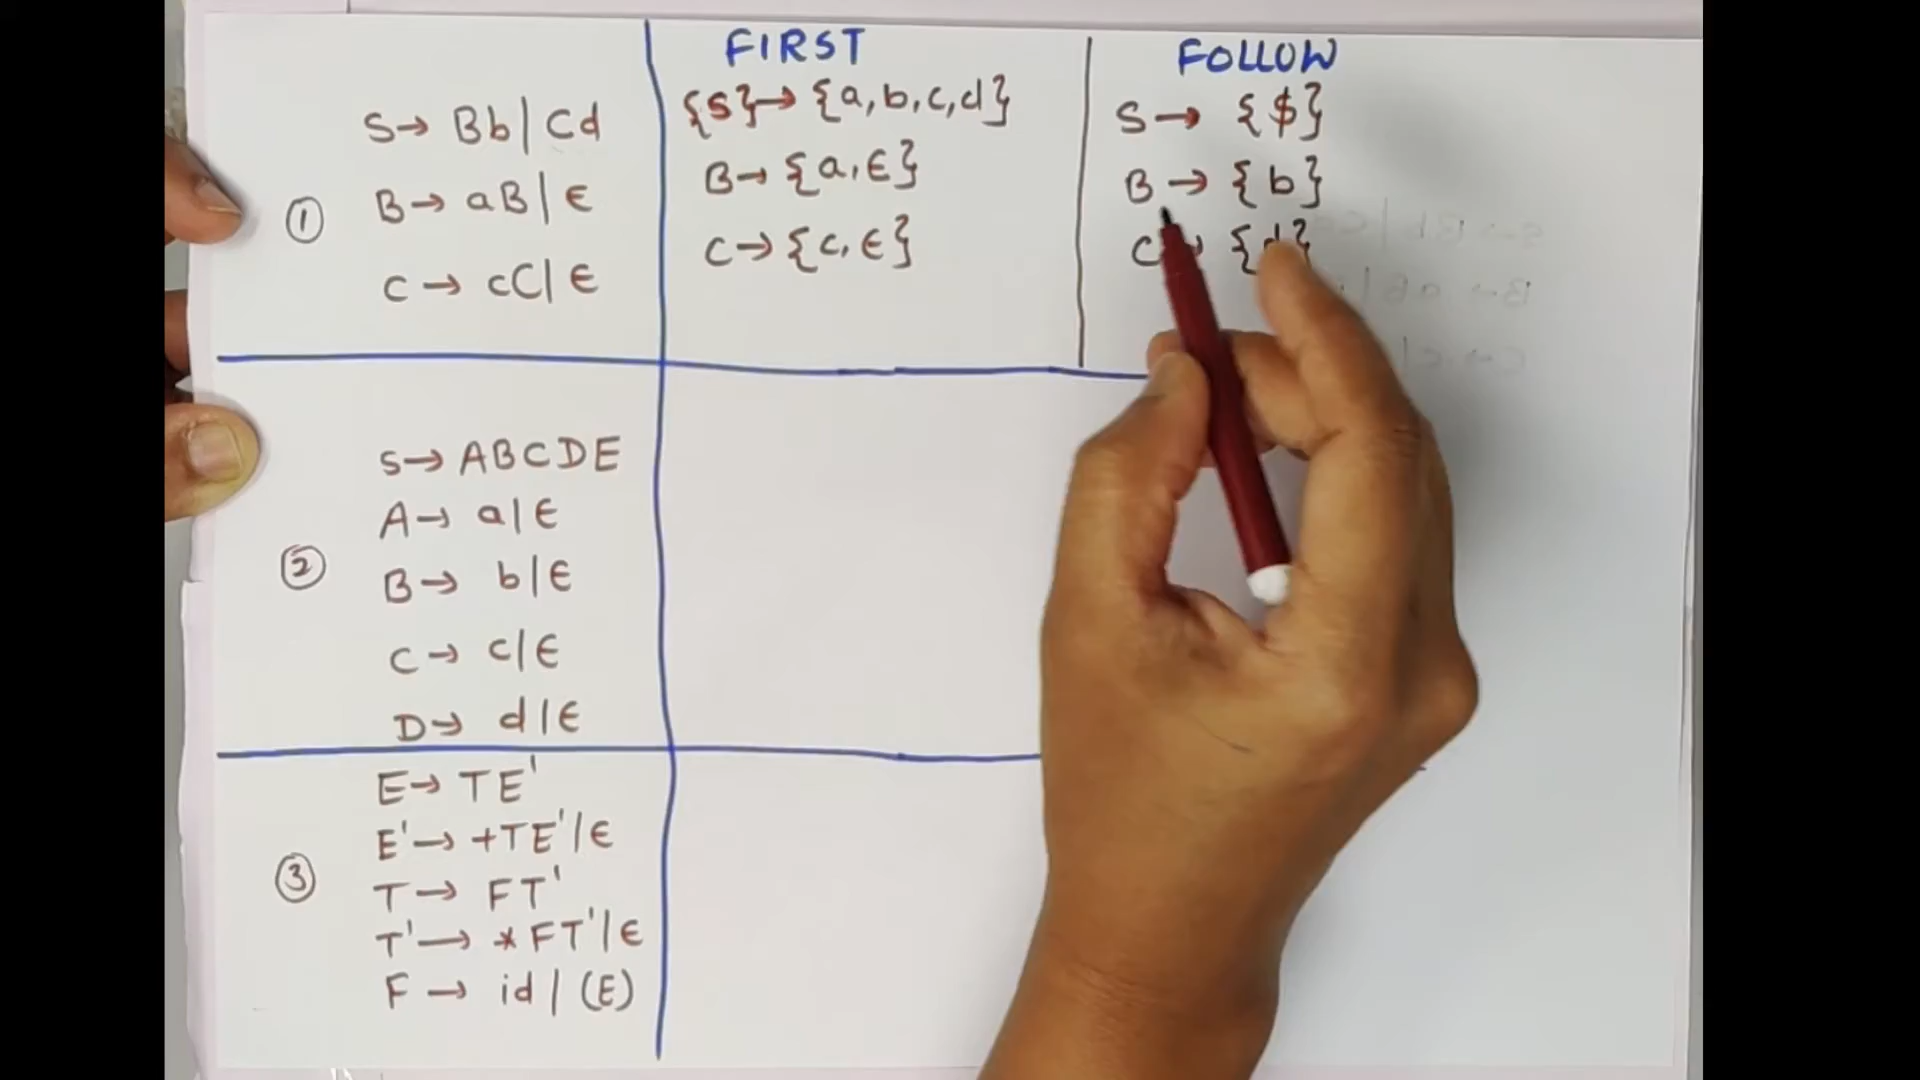 FIRST
FOLLOW
S→ Bb | Cd
B→ aB | ϵ
C → cC | ϵ
①
{S}→ {a,b,c,d}
B→ {a,ϵ}
C→ {c,ϵ}
S→ {$}
B→ {b}
C→ {d}
②
S→ ABCDE
A→ a|ϵ
B→ b|ϵ
C→ c|ϵ
D→ d|ϵ
③
E→ TE'
E'→ +TE'|ϵ
T→ FT'
T'→ *FT'|ϵ
F→ id | (E)